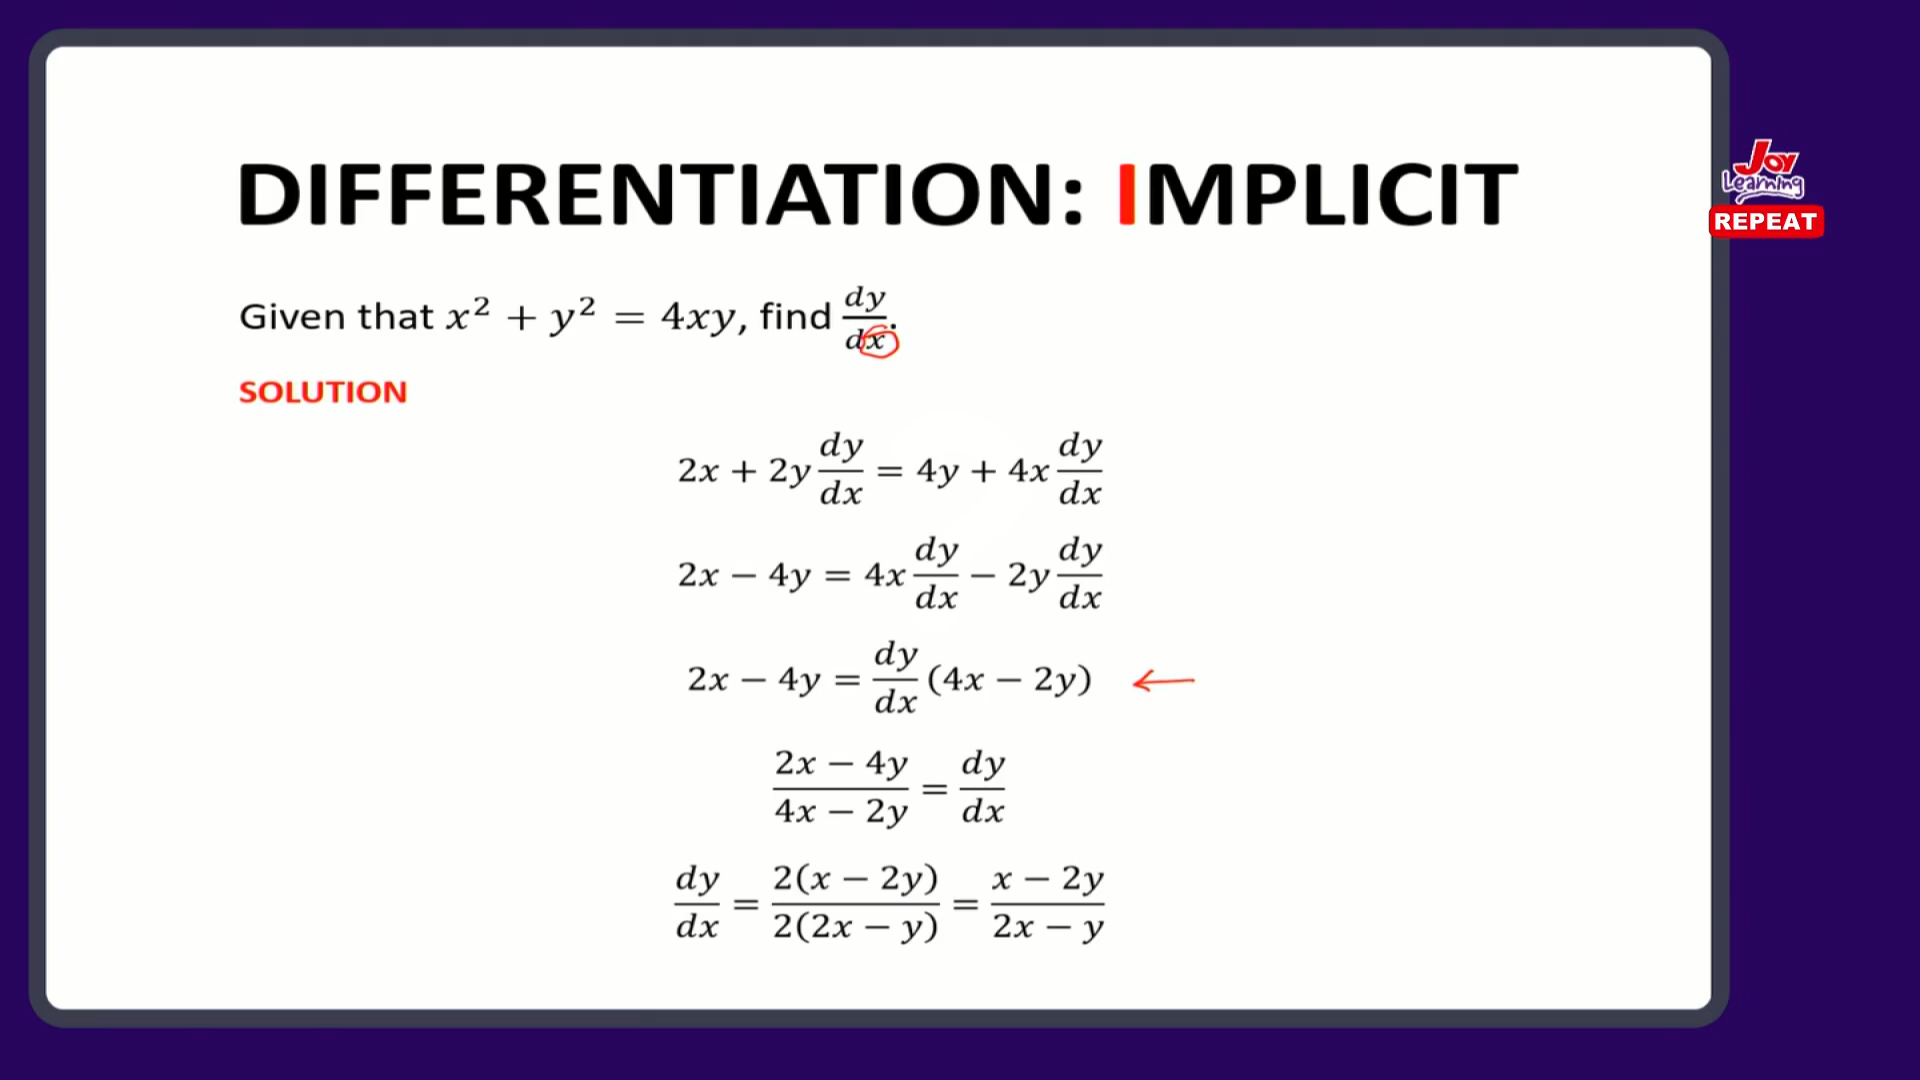 DIFFERENTIATION: IMPLICIT
Joy
Learning
REPEAT
Given that x² + y² = 4xy, find dy/dx.
SOLUTION
2x + 2y dy/dx = 4y + 4x dy/dx
2x − 4y = 4x dy/dx − 2y dy/dx
2x − 4y = dy/dx (4x − 2y)
(2x − 4y)/(4x − 2y) = dy/dx
dy/dx = 2(x − 2y)/2(2x − y) = (x − 2y)/(2x − y)